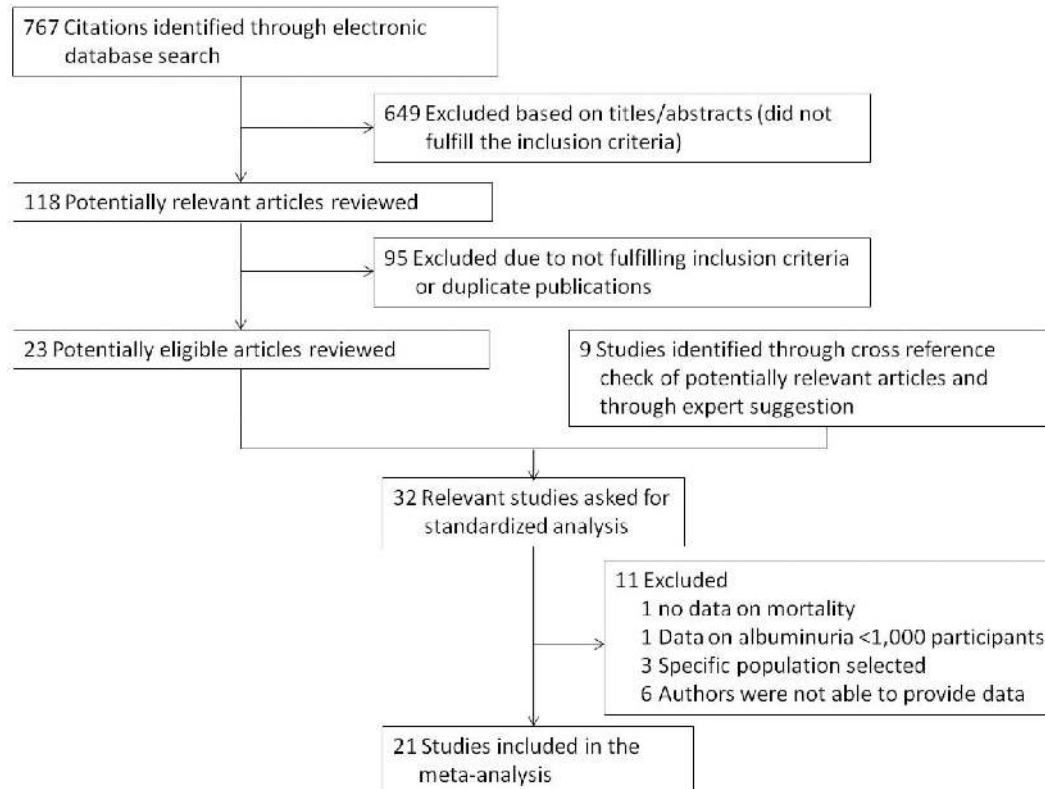 767 Citations identified through electronic
database search
649 Excluded based on titles/abstracts (did not
fulfill the inclusion criteria)
118 Potentially relevant articles reviewed
95 Excluded due to not fulfilling inclusion criteria
or duplicate publications
23 Potentially eligible articles reviewed
9 Studies identified through cross reference
check of potentially relevant articles and
through expert suggestion
32 Relevant studies asked for
standardized analysis
11 Excluded
1 no data on mortality
1 Data on albuminuria <1,000 participants
3 Specific population selected
6 Authors were not able to provide data
21 Studies included in the
meta-analysis